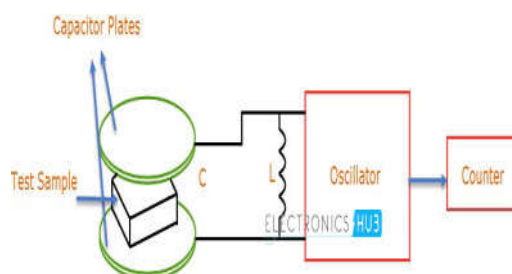 Capacitor Plates
Test Sample
C
L
Oscillator
Counter
ELECTRONICS HUB